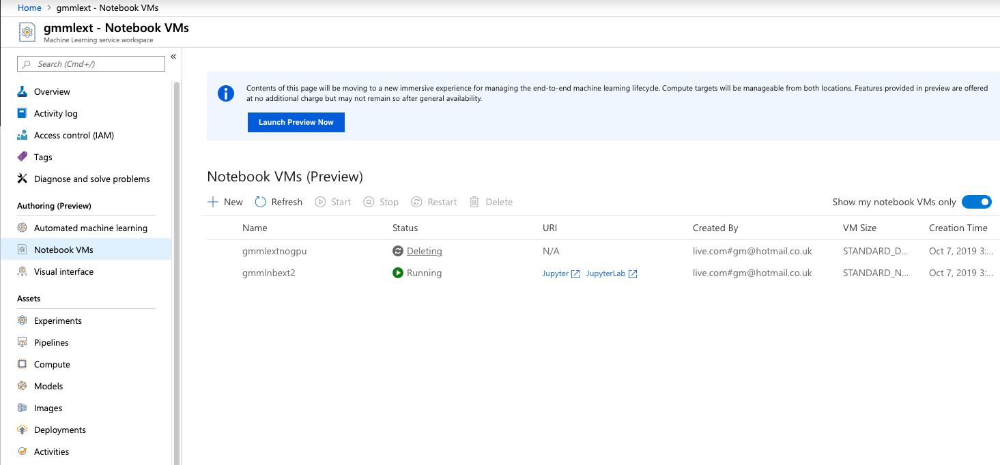 Home > gmmlext - Notebook VMs
gmmlext - Notebook VMs
Machine Learning service workspace
Search (Cmd+/)
«
Overview
Activity log
Access control (IAM)
Tags
Diagnose and solve problems
Authoring (Preview)
Automated machine learning
Notebook VMs
Visual interface
Assets
Experiments
Pipelines
Compute
Models
Images
Deployments
Activities
Contents of this page will be moving to a new immersive experience for managing the end-to-end machine learning lifecycle. Compute targets will be manageable from both locations. Features provided in preview are offered
at no additional charge but may not remain so after general availability.
Launch Preview Now
Notebook VMs (Preview)
New Refresh Start Stop Restart Delete Show my notebook VMs only
Name Status URI Created By VM Size Creation Time
gmmlextnogpu Deleting N/A live.com#gm@hotmail.co.uk STANDARD_D... Oct 7, 2019 3:...
gmmlnbext2 Running Jupyter JupyterLab live.com#gm@hotmail.co.uk STANDARD_N... Oct 7, 2019 3:...